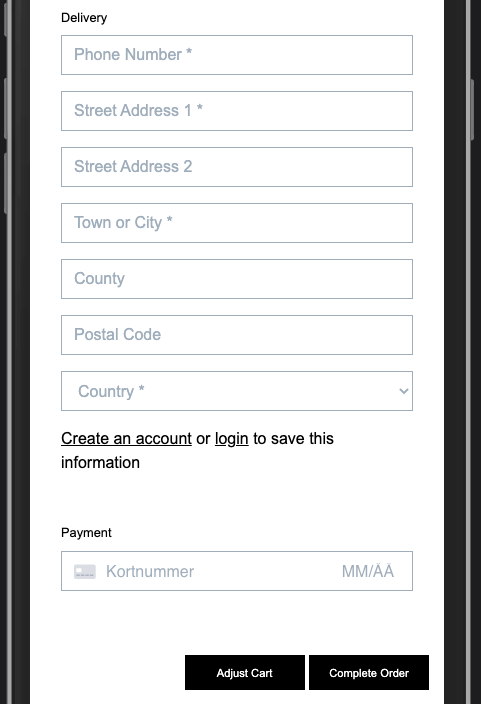 Delivery
Phone Number *
Street Address 1 *
Street Address 2
Town or City *
County
Postal Code
Country *
Create an account or login to save this
information
Payment
Kortnummer MM/ÅÅ
Adjust Cart Complete Order